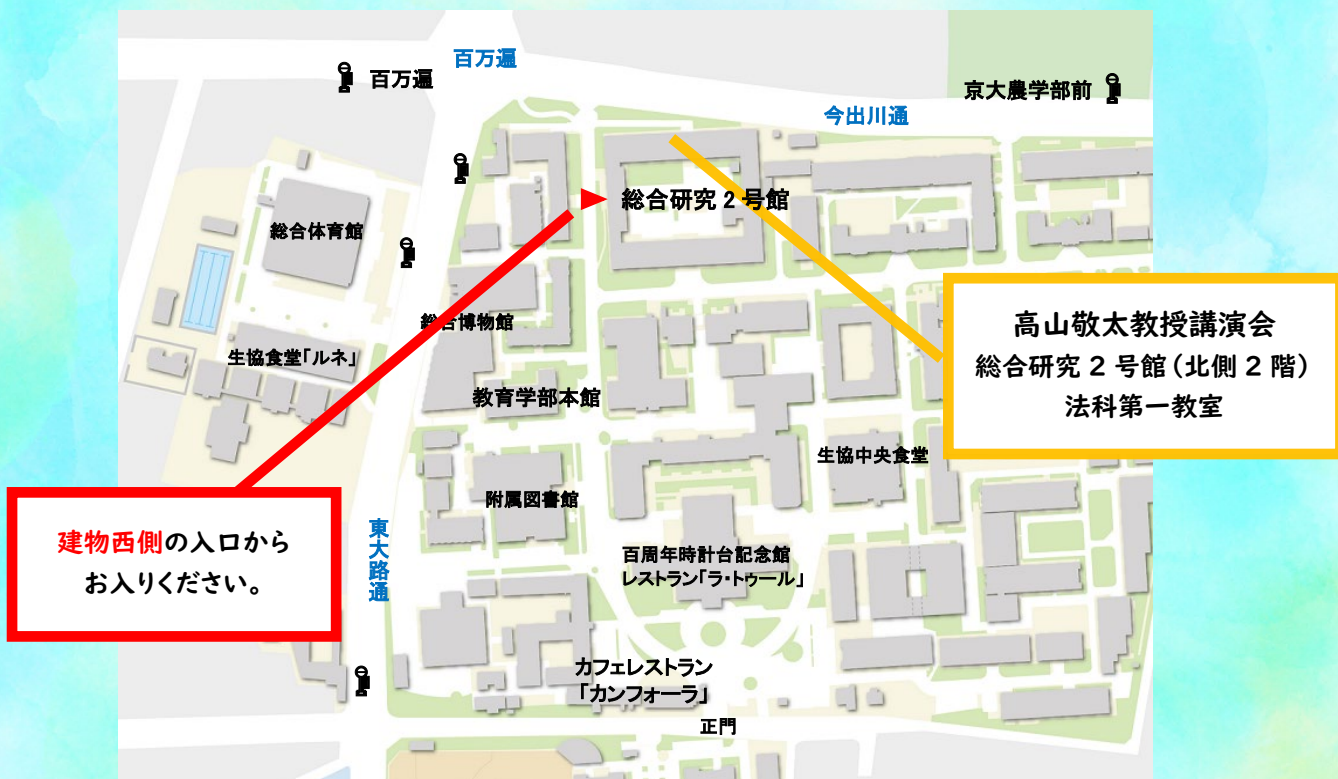 百万遍
百万遍
京大農学部前
今出川通
総合研究 2 号館
総合体育館
総合博物館
生協食堂「ルネ」
教育学部本館
高山敬太教授講演会
総合研究 2 号館(北側 2 階)
法科第一教室
生協中央食堂
附属図書館
建物西側の入口から
お入りください。
東大路通
百周年時計台記念館
レストラン「ラ・トゥール」
カフェレストラン
「カンフォーラ」
正門